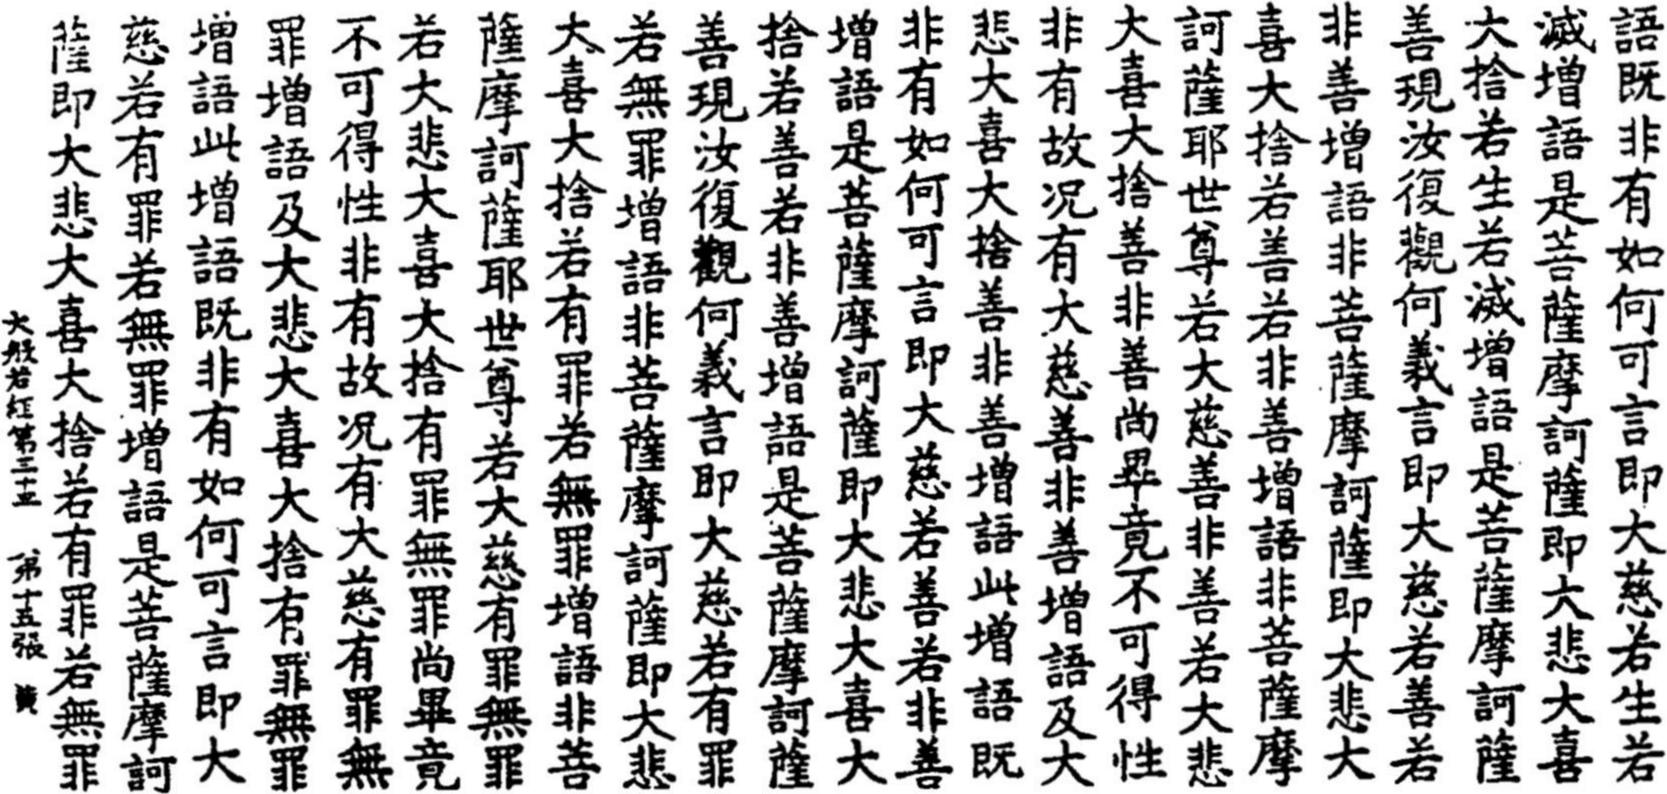 語既非有如何可言即大慈若生若
滅增語是菩薩摩訶薩即大悲大喜
大捨若生若滅增語是菩薩摩訶薩
善現汝復觀何義言即大慈若善若
非善增語非菩薩摩訶薩即大悲大
喜大捨若善若非善增語非菩薩摩
訶薩耶世尊若大慈善非善若大悲
大喜大捨善非善尚畢竟不可得性
非有故况有大慈善非善增語及大
悲大喜大捨善非善增語此增語既
非有如何可言即大慈若善若非善
增語是菩薩摩訶薩即大悲大喜大
捨若善若非善增語是菩薩摩訶薩
善現汝復觀何義言即大慈若有罪
若無罪增語非菩薩摩訶薩即大悲
大喜大捨若有罪若無罪增語非菩
薩摩訶薩耶世尊若大慈有罪無罪
若大悲大喜大捨有罪無罪尚畢竟
不可得性非有故况有大慈有罪無
罪增語及大悲大喜大捨有罪無罪
增語此增語既非有如何可言即大
慈若有罪若無罪增語是菩薩摩訶
薩即大悲大喜大捨若有罪若無罪
大般若経第三十五 第十五張 黄